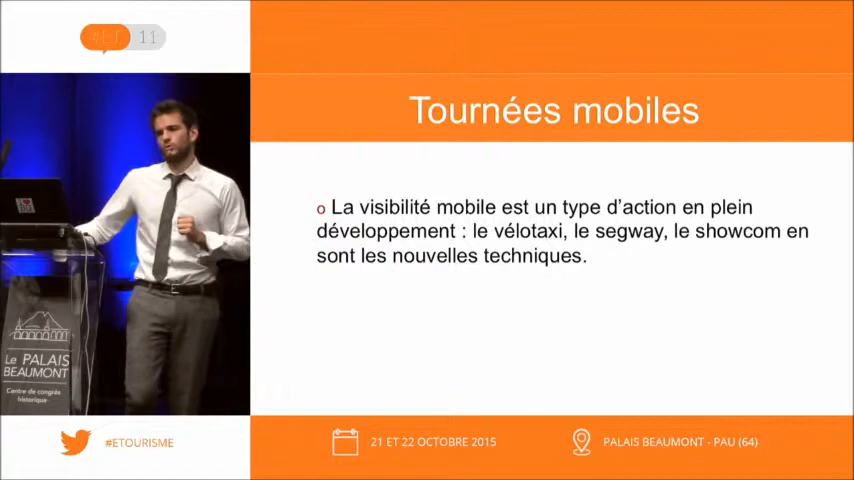 #ET 11
Tournées mobiles
o La visibilité mobile est un type d'action en plein
développement : le vélotaxi, le segway, le showcom en
sont les nouvelles techniques.
Le PALAIS
BEAUMONT
Centre de congrès
historique
#ETOURISME
21 ET 22 OCTOBRE 2015
PALAIS BEAUMONT - PAU (64)